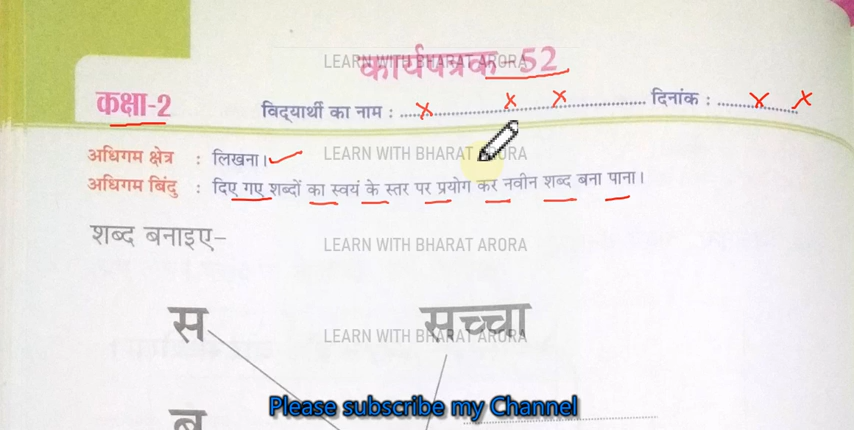 LEARN WITH BHARAT ARORA
कार्यपत्रक-52
कक्षा-2
विद्यार्थी का नाम : ........................ दिनांक : ................
अधिगम क्षेत्र : लिखना।
LEARN WITH BHARAT ARORA
अधिगम बिंदु : दिए गए शब्दों का स्वयं के स्तर पर प्रयोग कर नवीन शब्द बना पाना।
शब्द बनाइए-
LEARN WITH BHARAT ARORA
स सच्चा
LEARN WITH BHARAT ARORA
Please subscribe my Channel